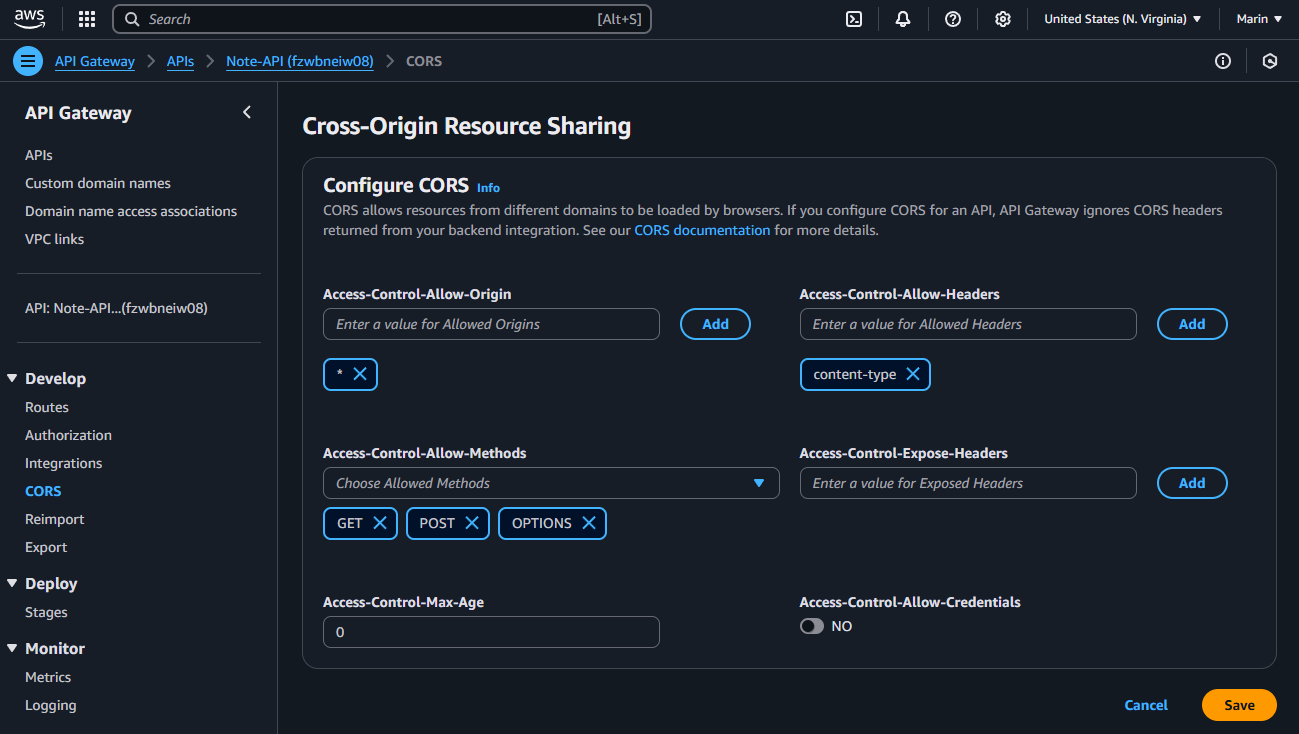 aws
Search
[Alt+S]
United States (N. Virginia)
Marin
API Gateway
APIs
Note-API (fzwbneiw08)
CORS
API Gateway
APIs
Custom domain names
Domain name access associations
VPC links
API: Note-API...(fzwbneiw08)
Develop
Routes
Authorization
Integrations
CORS
Reimport
Export
Deploy
Stages
Monitor
Metrics
Logging
Cross-Origin Resource Sharing
Configure CORS Info
CORS allows resources from different domains to be loaded by browsers. If you configure CORS for an API, API Gateway ignores CORS headers
returned from your backend integration. See our CORS documentation for more details.
Access-Control-Allow-Origin
Enter a value for Allowed Origins
Add
*
Access-Control-Allow-Headers
Enter a value for Allowed Headers
Add
content-type
Access-Control-Allow-Methods
Choose Allowed Methods
GET
POST
OPTIONS
Access-Control-Expose-Headers
Enter a value for Exposed Headers
Add
Access-Control-Max-Age
0
Access-Control-Allow-Credentials
NO
Cancel
Save